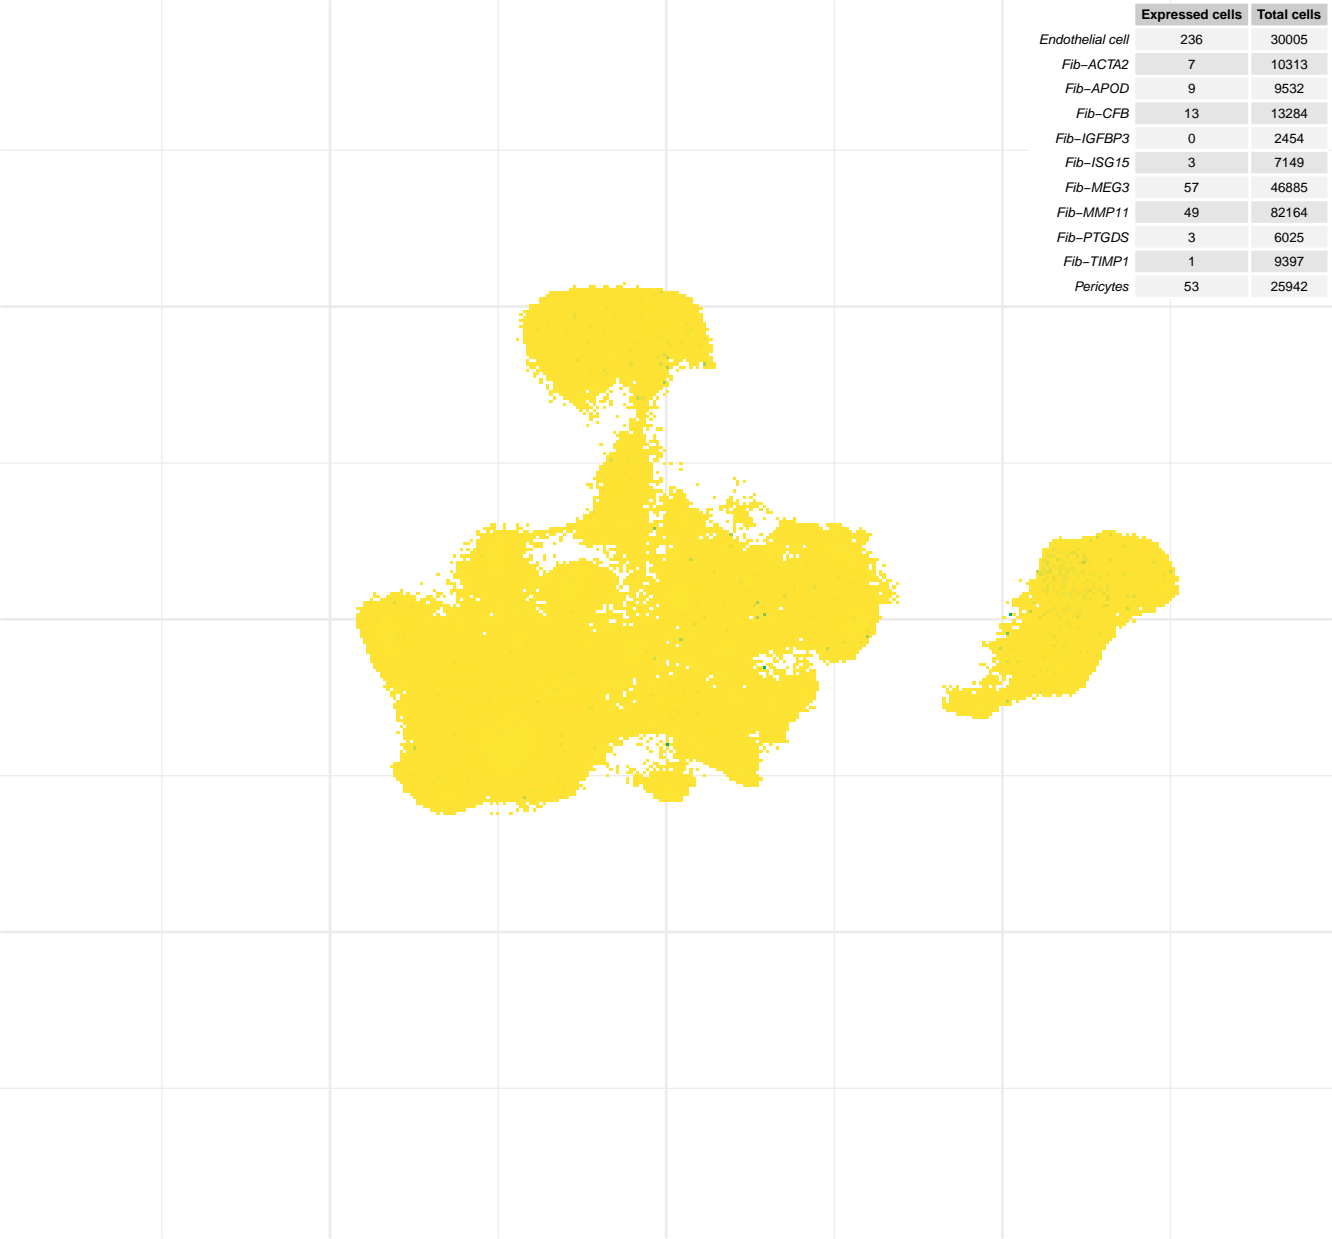 Expressed cells Total cells
Endothelial cell 236 30005
Fib−ACTA2 7 10313
Fib−APOD 9 9532
Fib−CFB 13 13284
Fib−IGFBP3 0 2454
Fib−ISG15 3 7149
Fib−MEG3 57 46885
Fib−MMP11 49 82164
Fib−PTGDS 3 6025
Fib−TIMP1 1 9397
Pericytes 53 25942